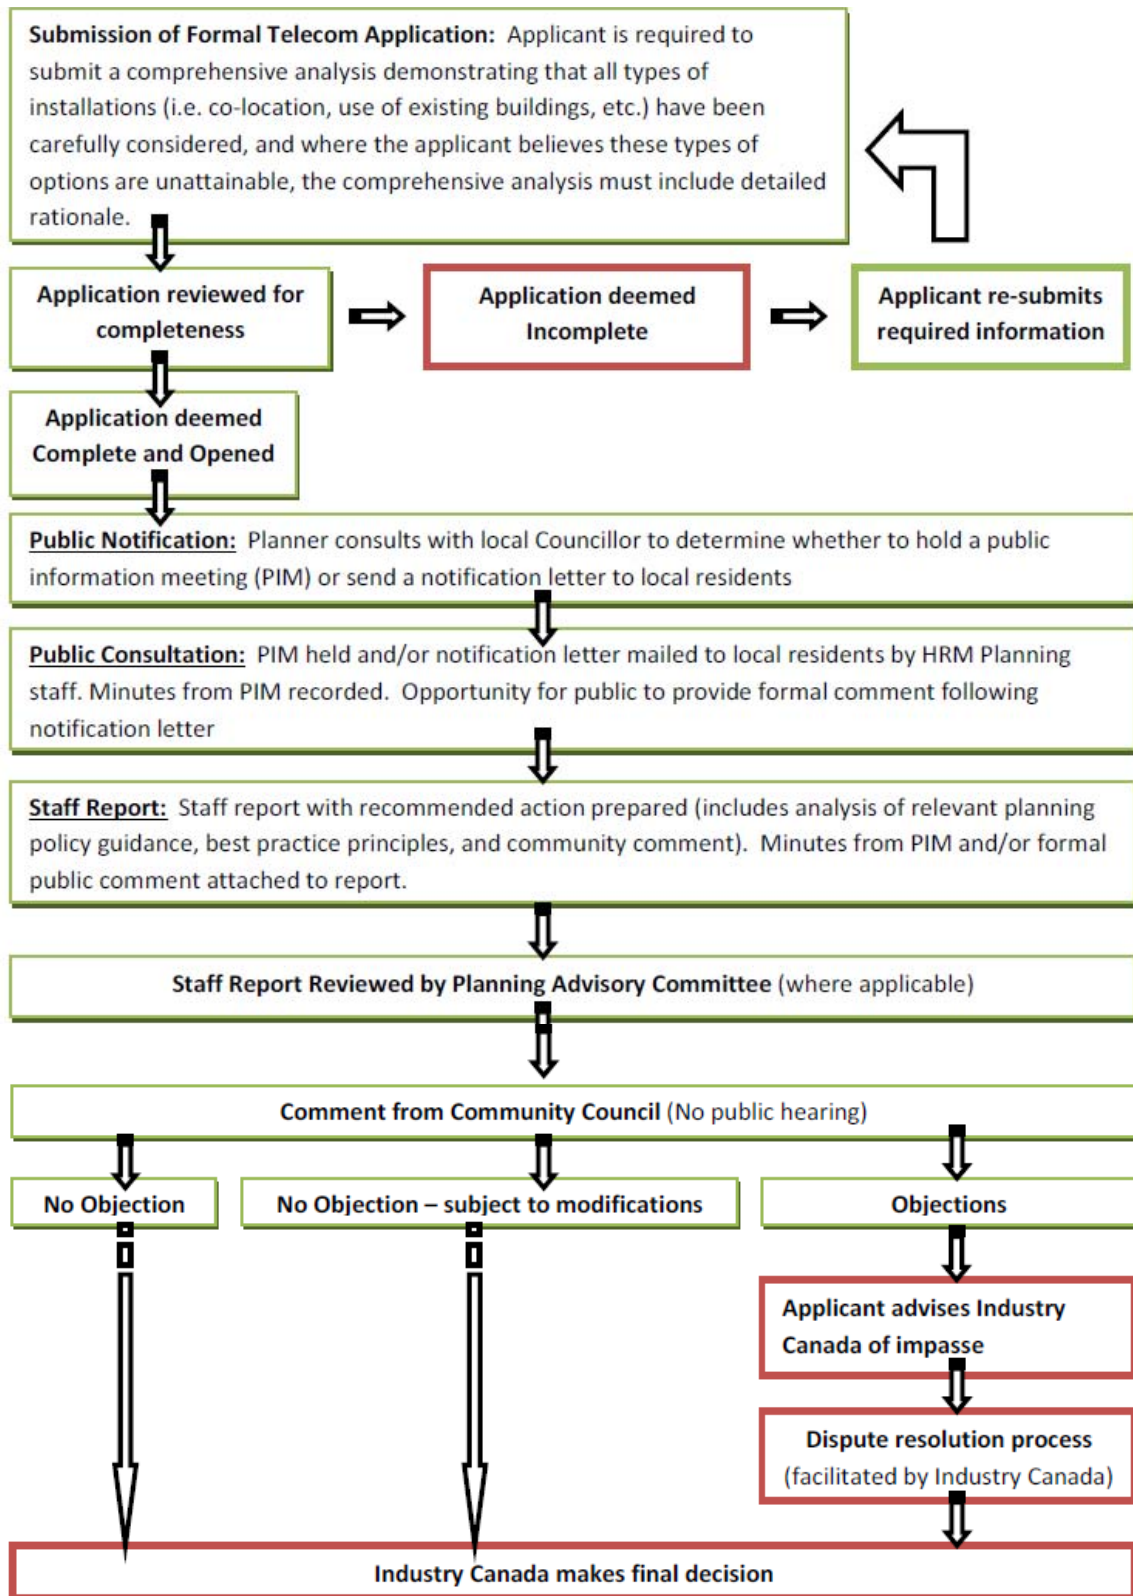 Submission of Formal Telecom Application: Applicant is required to
submit a comprehensive analysis demonstrating that all types of
installations (i.e. co-location, use of existing buildings, etc.) have been
carefully considered, and where the applicant believes these types of
options are unattainable, the comprehensive analysis must include detailed
rationale.
Application reviewed for
completeness
Application deemed
Incomplete
Applicant re-submits
required information
Application deemed
Complete and Opened
Public Notification: Planner consults with local Councillor to determine whether to hold a public
information meeting (PIM) or send a notification letter to local residents
Public Consultation: PIM held and/or notification letter mailed to local residents by HRM Planning
staff. Minutes from PIM recorded. Opportunity for public to provide formal comment following
notification letter
Staff Report: Staff report with recommended action prepared (includes analysis of relevant planning
policy guidance, best practice principles, and community comment). Minutes from PIM and/or formal
public comment attached to report.
Staff Report Reviewed by Planning Advisory Committee (where applicable)
Comment from Community Council (No public hearing)
No Objection
No Objection – subject to modifications
Objections
Applicant advises Industry
Canada of impasse
Dispute resolution process
(facilitated by Industry Canada)
Industry Canada makes final decision